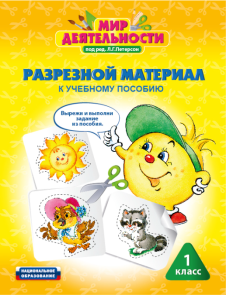 МИР
ДЕЯТЕЛЬНОСТИ
под ред. Л.Г.Петерсон
РАЗРЕЗНОЙ МАТЕРИАЛ
К УЧЕБНОМУ ПОСОБИЮ
Вырежи и выполни
задание
из пособия.
1
класс
НАЦИОНАЛЬНОЕ
ОБРАЗОВАНИЕ